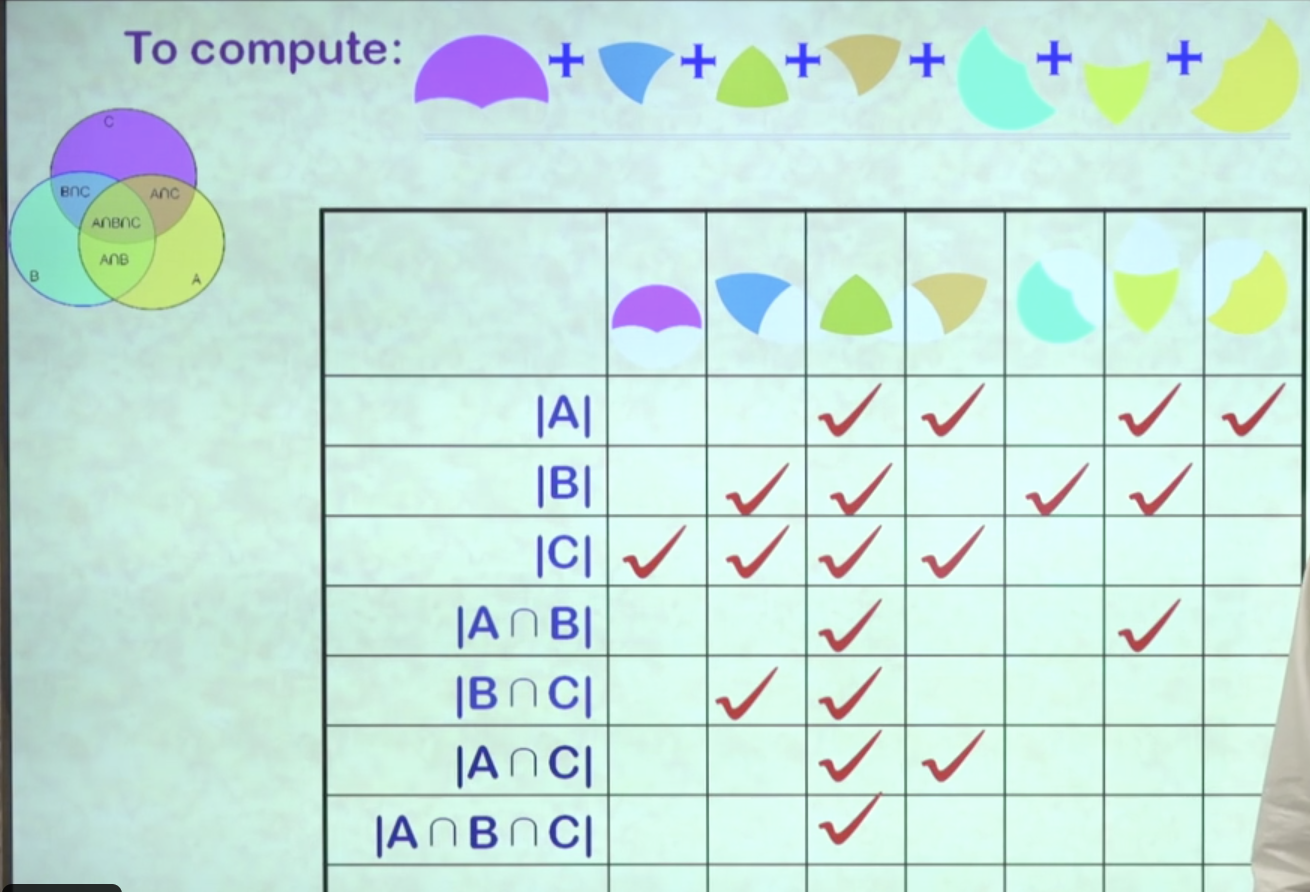 To compute:
+ + + + + +
C
B∩C A∩C
A∩B∩C
A∩B
B A
|A|
|B|
|C|
|A ∩ B|
|B ∩ C|
|A ∩ C|
|A ∩ B ∩ C|